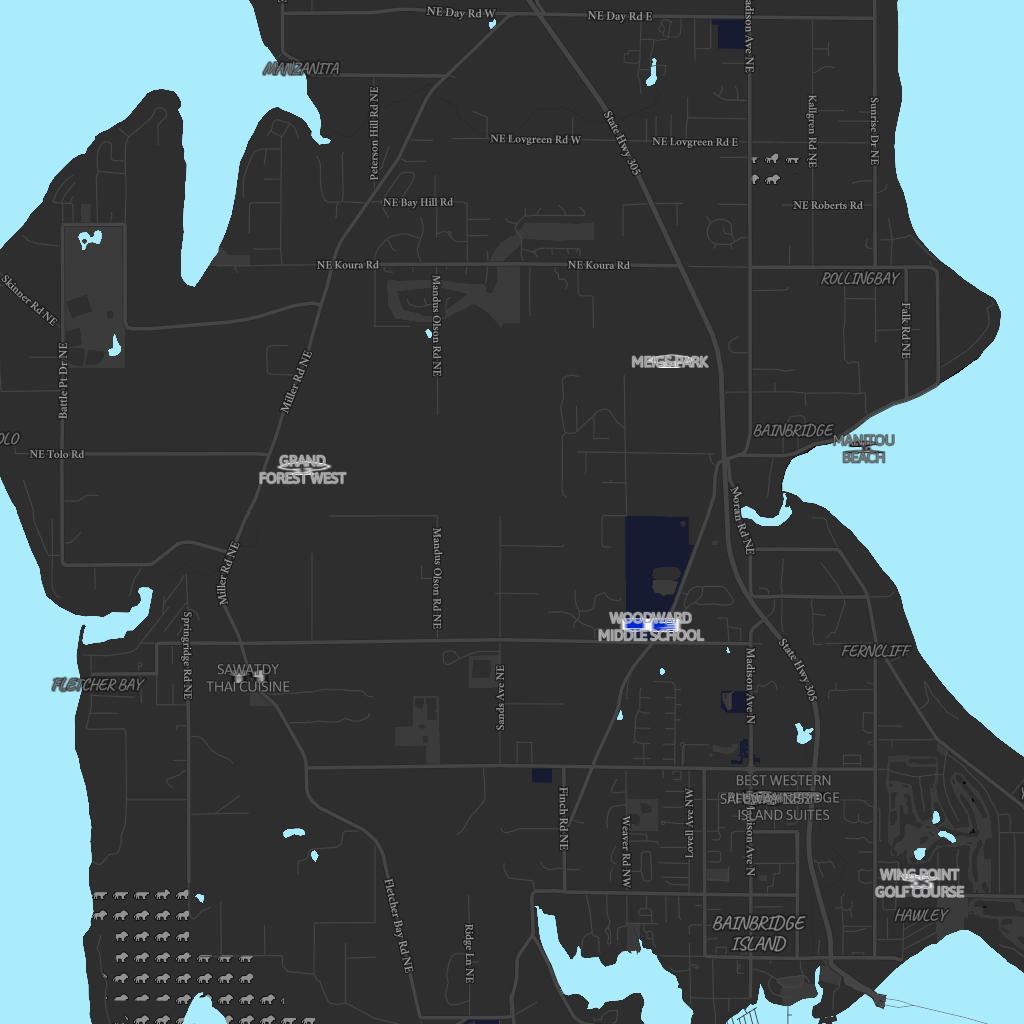 NE Day Rd W
NE Day Rd E
Madison Ave NE
MANZANITA
Peterson Hill Rd NE
State Hwy 305
Kallgren Rd NE
Sunrise Dr NE
NE Lovgreen Rd W
NE Lovgreen Rd E
NE Bay Hill Rd
NE Roberts Rd
NE Koura Rd
NE Koura Rd
ROLLINGBAY
Skinner Rd NE
Mandus Olson Rd NE
Falk Rd NE
Battle Pt Dr NE
Miller Rd NE
MEIGS PARK
OLO
BAINBRIDGE
MANITOU
BEACH
NE Tolo Rd
GRAND
FOREST WEST
Moran Rd NE
Miller Rd NE
Mandus Olson Rd NE
WOODWARD
MIDDLE SCHOOL
Springridge Rd NE
State Hwy 305
FERNCLIFF
SAWATDY
THAI CUISINE
FLETCHER BAY
Sands Ave NE
Madison Ave N
BEST WESTERN
ISLAND SUITES
Finch Rd NE
Weaver Rd NW
Lovell Ave NW
Madison Ave N
WING POINT
GOLF COURSE
Fletcher Bay Rd NE
Ridge Ln NE
BAINBRIDGE
ISLAND
HAWLEY